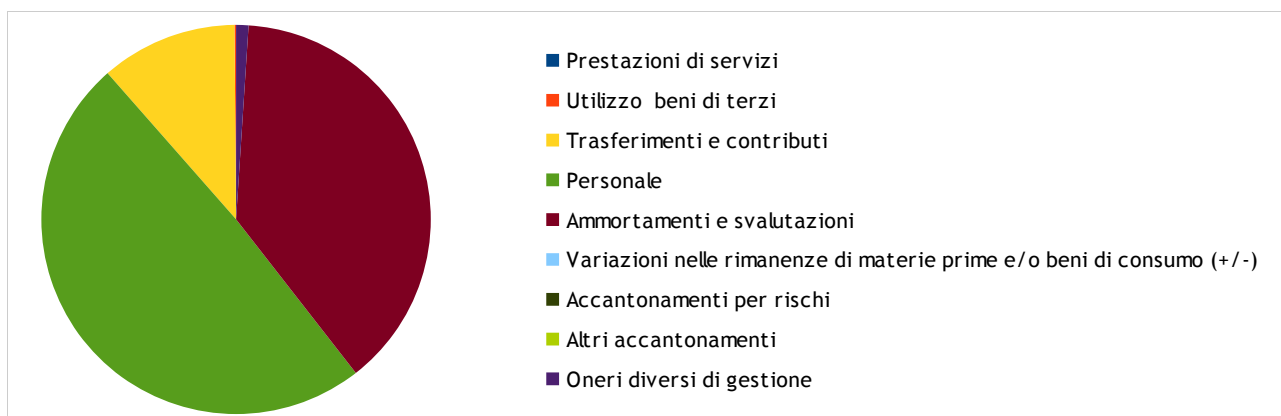 Prestazioni di servizi
Utilizzo beni di terzi
Trasferimenti e contributi
Personale
Ammortamenti e svalutazioni
Variazioni nelle rimanenze di materie prime e/o beni di consumo (+/-)
Accantonamenti per rischi
Altri accantonamenti
Oneri diversi di gestione